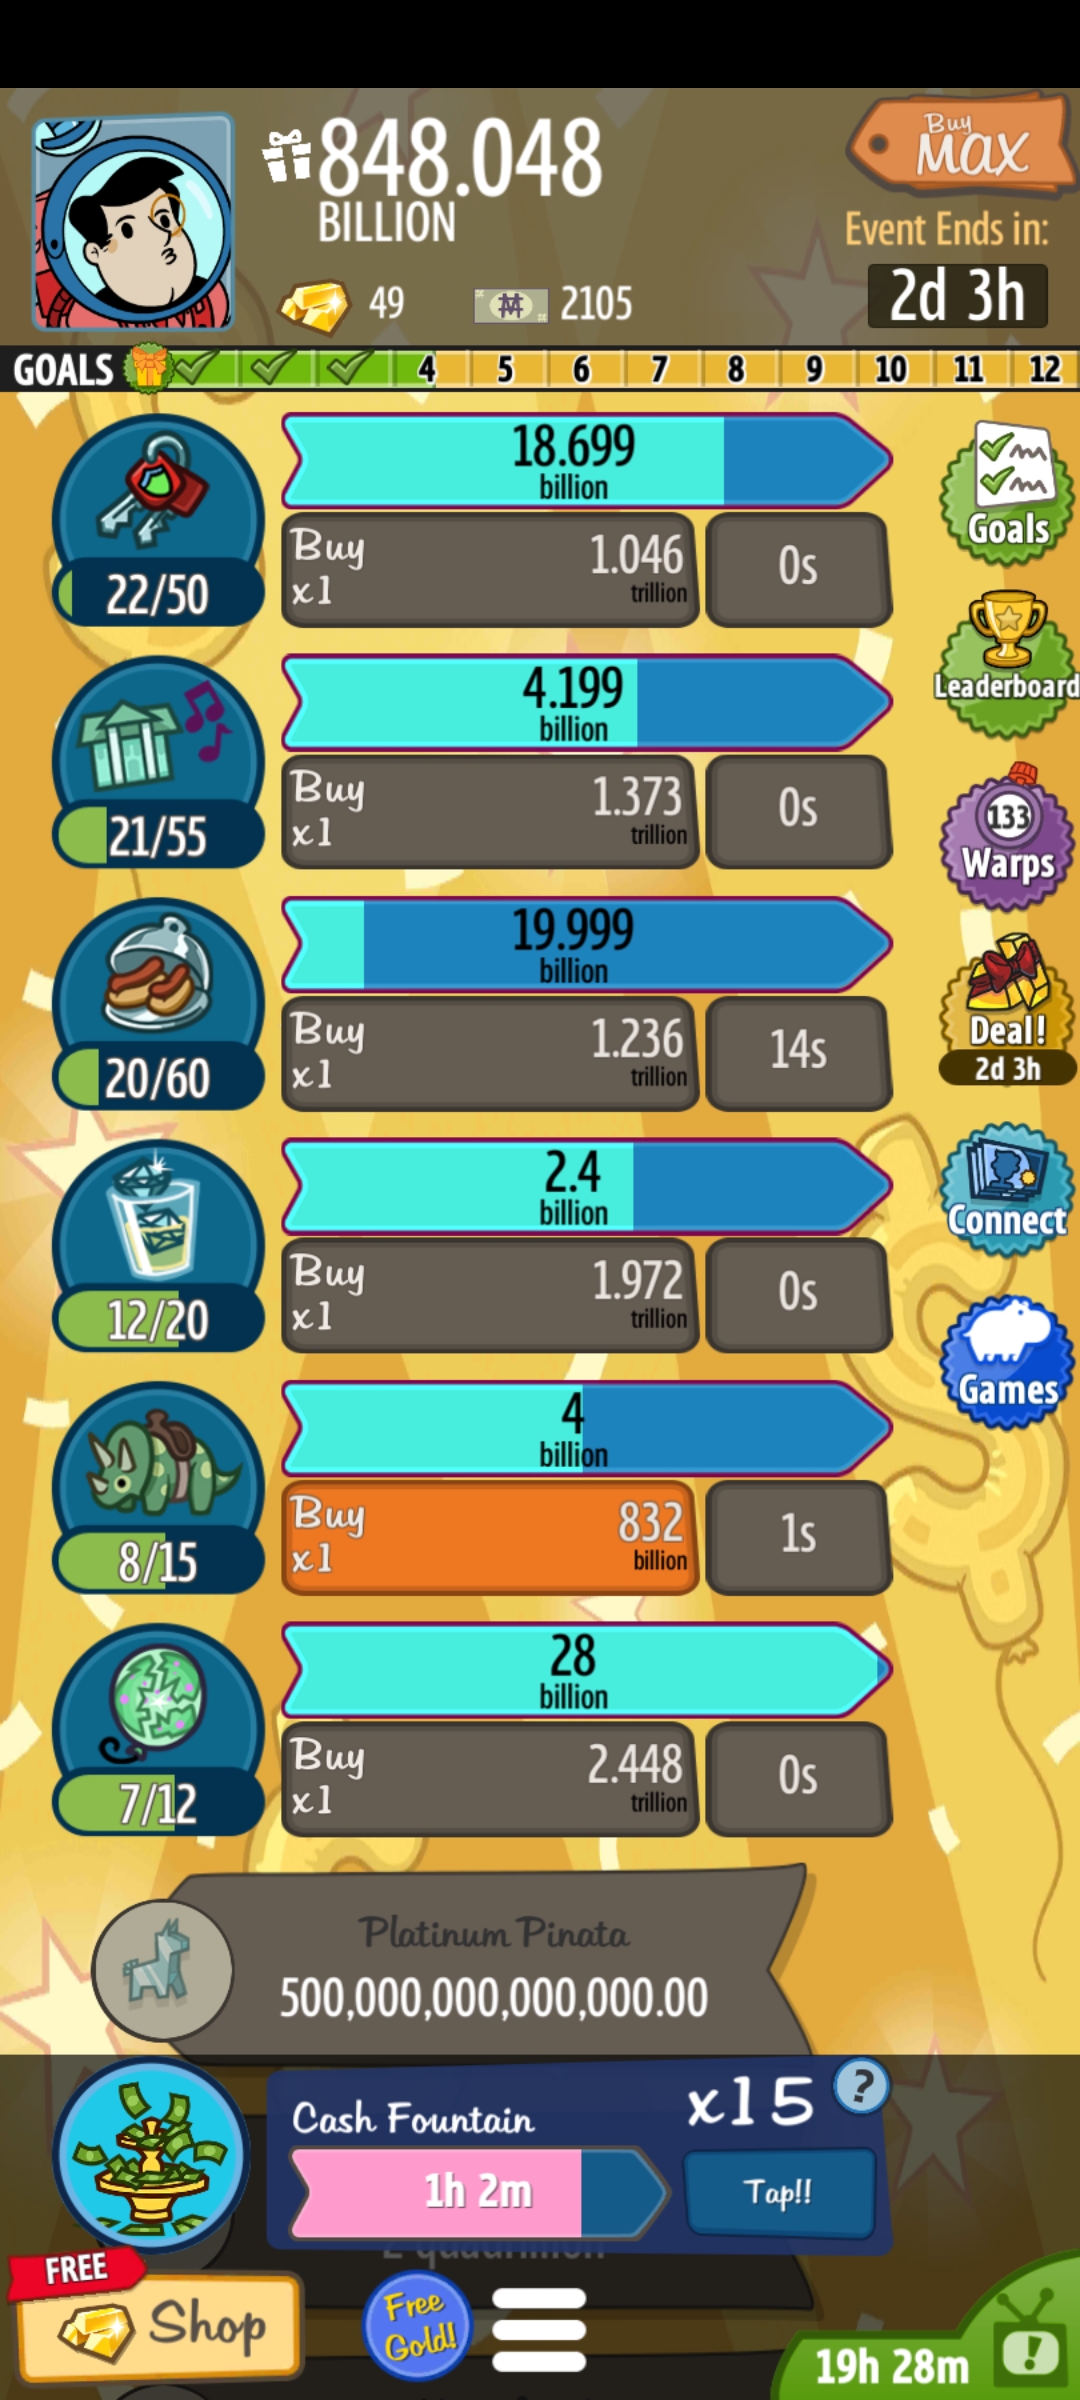 848.048
BILLION
Buy
MAX
Event Ends in:
2d 3h
49
2105
GOALS 4 5 6 7 8 9 10 11 12
18.699
billion
Buy
x1
1.046
trillion
0s
22/50
Goals
4.199
billion
Buy
x1
1.373
trillion
0s
21/55
Leaderboard
133
Warps
19.999
billion
Buy
x1
1.236
trillion
14s
20/60
Deal!
2d 3h
2.4
billion
Buy
x1
1.972
trillion
0s
12/20
Connect
4
billion
Buy
x1
832
billion
1s
8/15
Games
28
billion
Buy
x1
2.448
trillion
0s
7/12
Platinum Pinata
500,000,000,000,000.00
Cash Fountain
x15
?
1h 2m
Tap!!
2 quadrillion
FREE
Shop
Free
Gold!
19h 28m
!